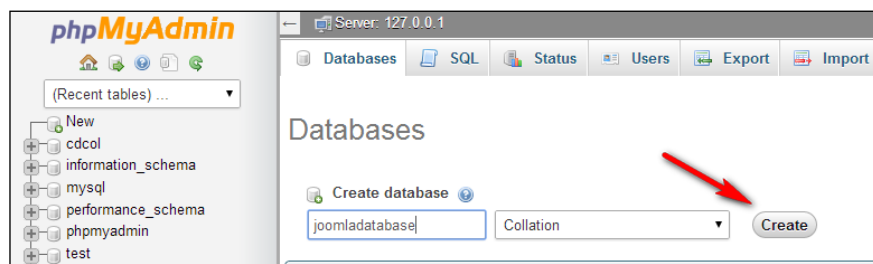 phpMyAdmin
(Recent tables) ...
New
cdcol
information_schema
mysql
performance_schema
phpmyadmin
test
Server: 127.0.0.1
Databases SQL Status Users Export Import
Databases
Create database
joomladatabase Collation Create